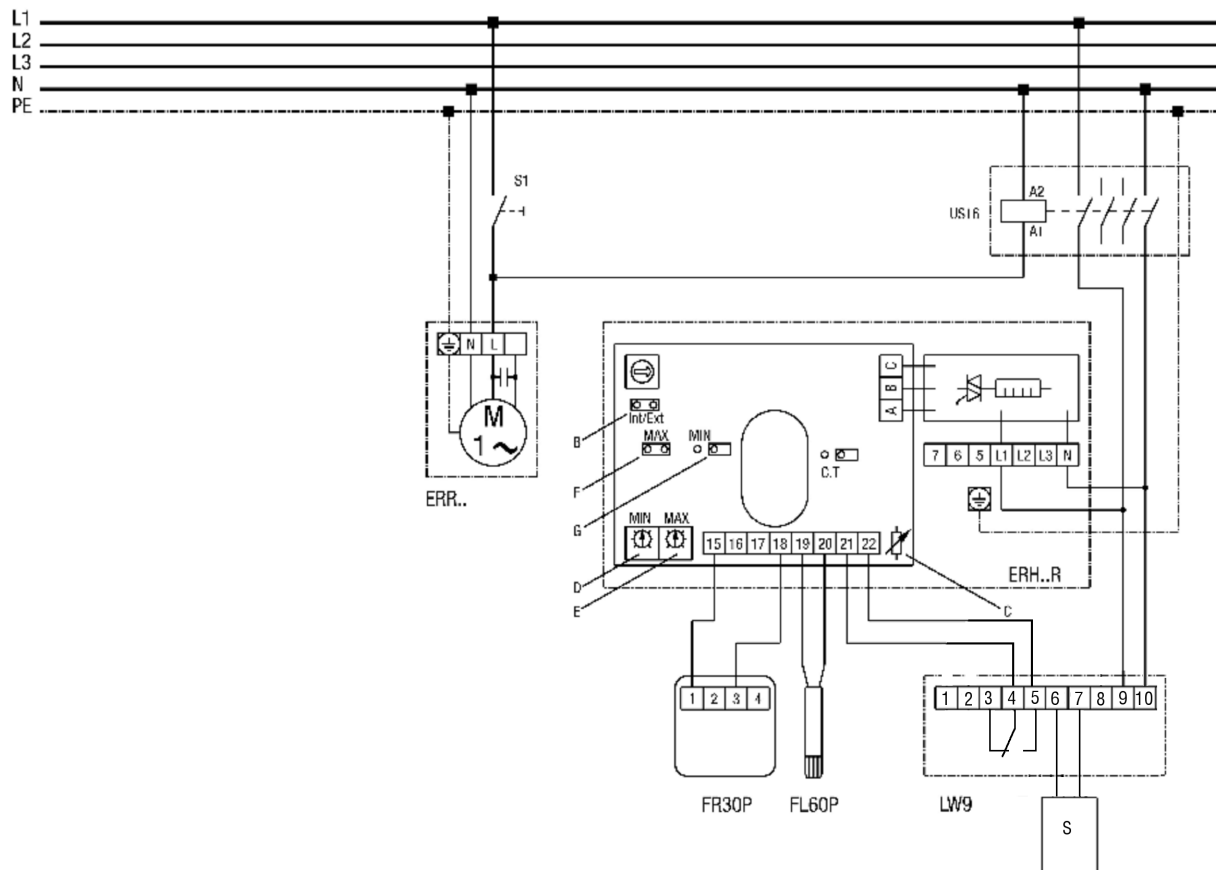 L1
L2
L3
N
PE
S1
A2
US16
A1
N L
M
1 ~
ERR..
Int/Ext
B
MAX MIN
F
G
C.T
C
B
A
7 6 5 L1 L2 L3 N
MIN MAX
15 16 17 18 19 20 21 22
D
E
C
ERH..R
1 2 3 4
FR30P
FL60P
1 2 3 4 5 6 7 8 9 10
LW9
S